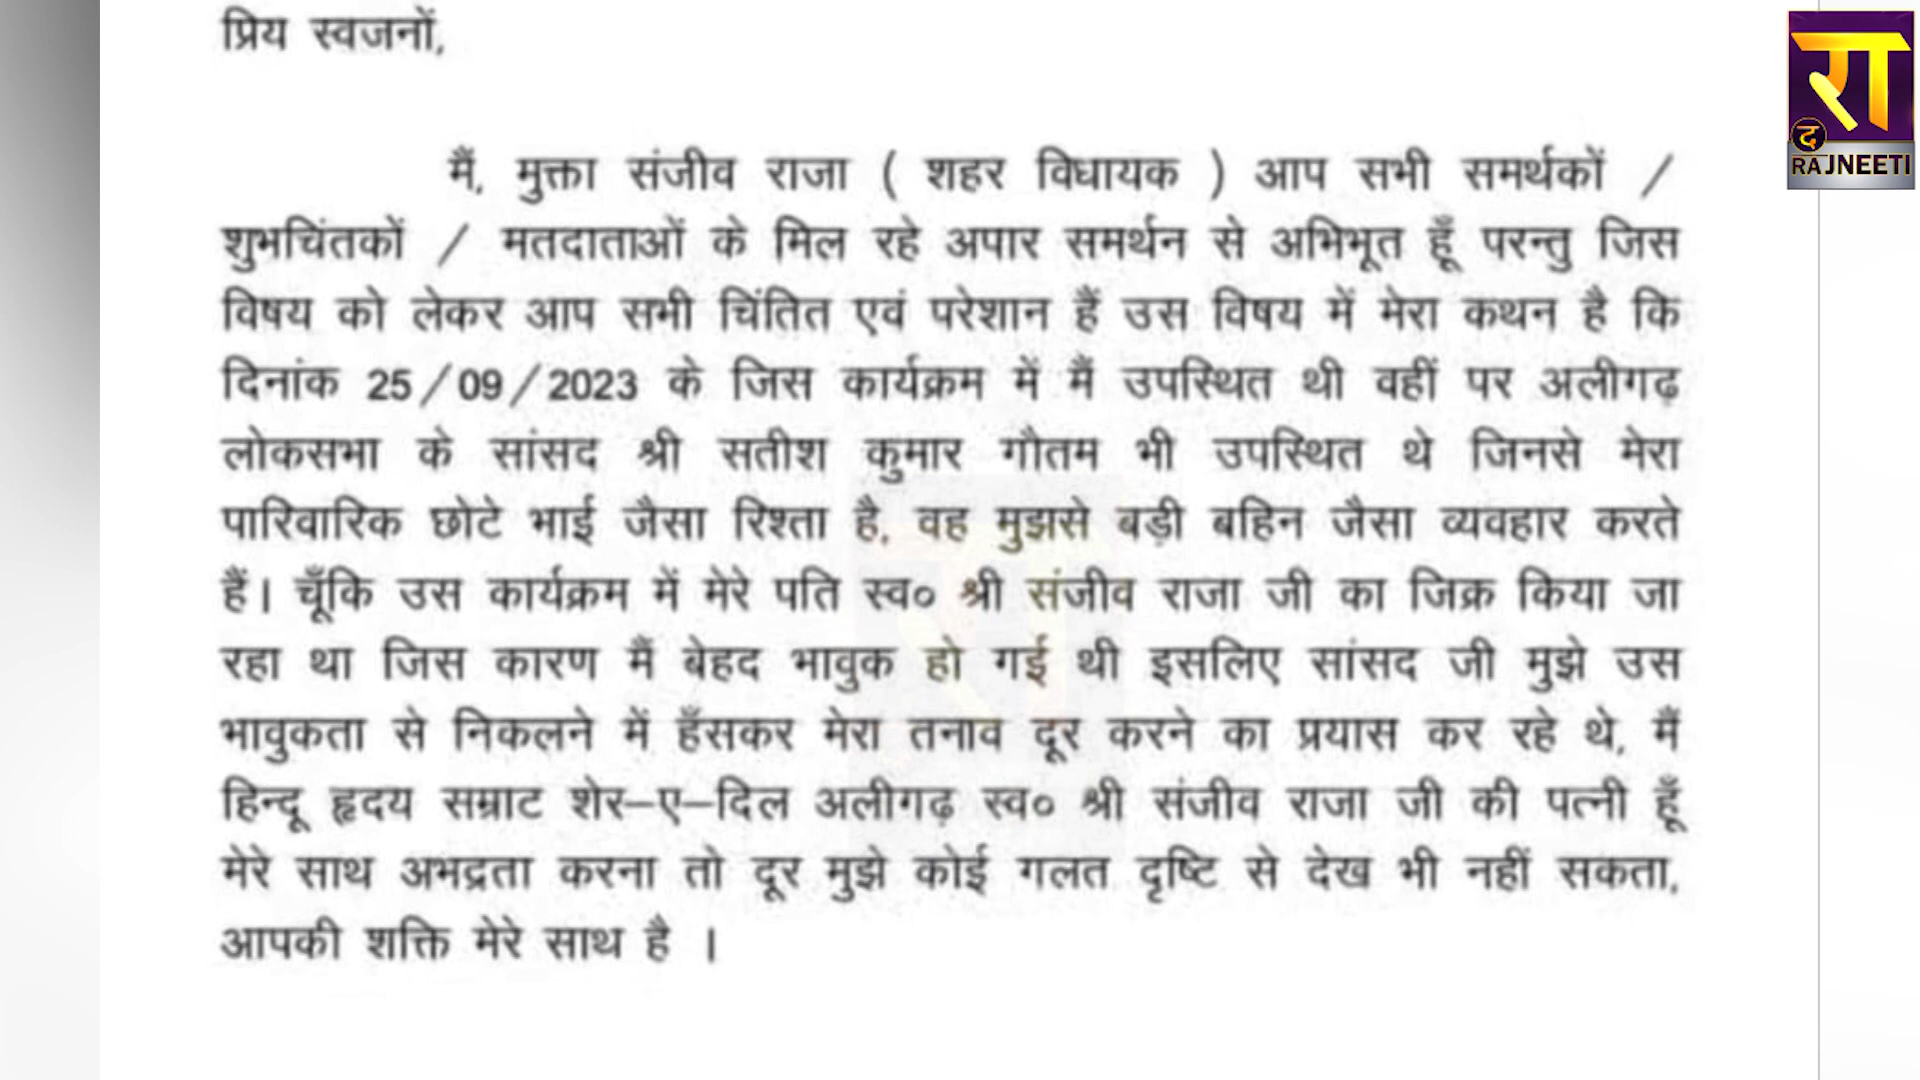 प्रिय स्वजनों,
मैं, मुक्ता संजीव राजा ( शहर विधायक ) आप सभी समर्थकों /
शुभचिंतकों / मतदाताओं के मिल रहे अपार समर्थन से अभिभूत हूँ परन्तु जिस
विषय को लेकर आप सभी चिंतित एवं परेशान हैं उस विषय में मेरा कथन है कि
दिनांक 25/09/2023 के जिस कार्यक्रम में मैं उपस्थित थी वहीं पर अलीगढ़
लोकसभा के सांसद श्री सतीश कुमार गौतम भी उपस्थित थे जिनसे मेरा
पारिवारिक छोटे भाई जैसा रिश्ता है, वह मुझसे बड़ी बहिन जैसा व्यवहार करते
हैं। चूँकि उस कार्यक्रम में मेरे पति स्व० श्री संजीव राजा जी का जिक्र किया जा
रहा था जिस कारण मैं बेहद भावुक हो गई थी इसलिए सांसद जी मुझे उस
भावुकता से निकलने में हँसकर मेरा तनाव दूर करने का प्रयास कर रहे थे, मैं
हिन्दू हृदय सम्राट शेर–ए–दिल अलीगढ़ स्व० श्री संजीव राजा जी की पत्नी हूँ
मेरे साथ अभद्रता करना तो दूर मुझे कोई गलत दृष्टि से देख भी नहीं सकता,
आपकी शक्ति मेरे साथ है ।
रा
द
RAJNEETI